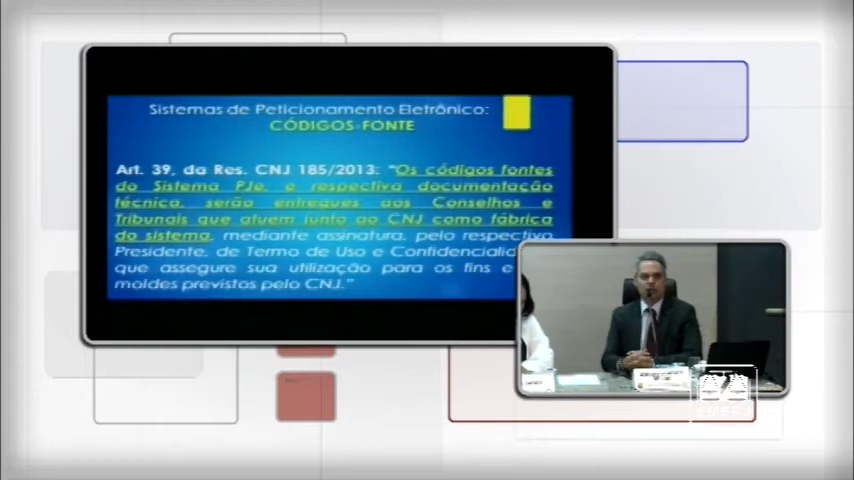 Sistemas de Peticionamento Eletrônico:
CÓDIGOS-FONTE
Art. 39, da Res. CNJ 185/2013: "Os códigos fontes
do Sistema PJe, e respectiva documentação
técnica, serão entregues aos Conselhos e
Tribunais que atuem junto ao CNJ como fábrica
do sistema, mediante assinatura, pelo respectivo
Presidente, de Termo de Uso e
que assegure sua utilização para os fins e
moldes previstos pelo CNJ."